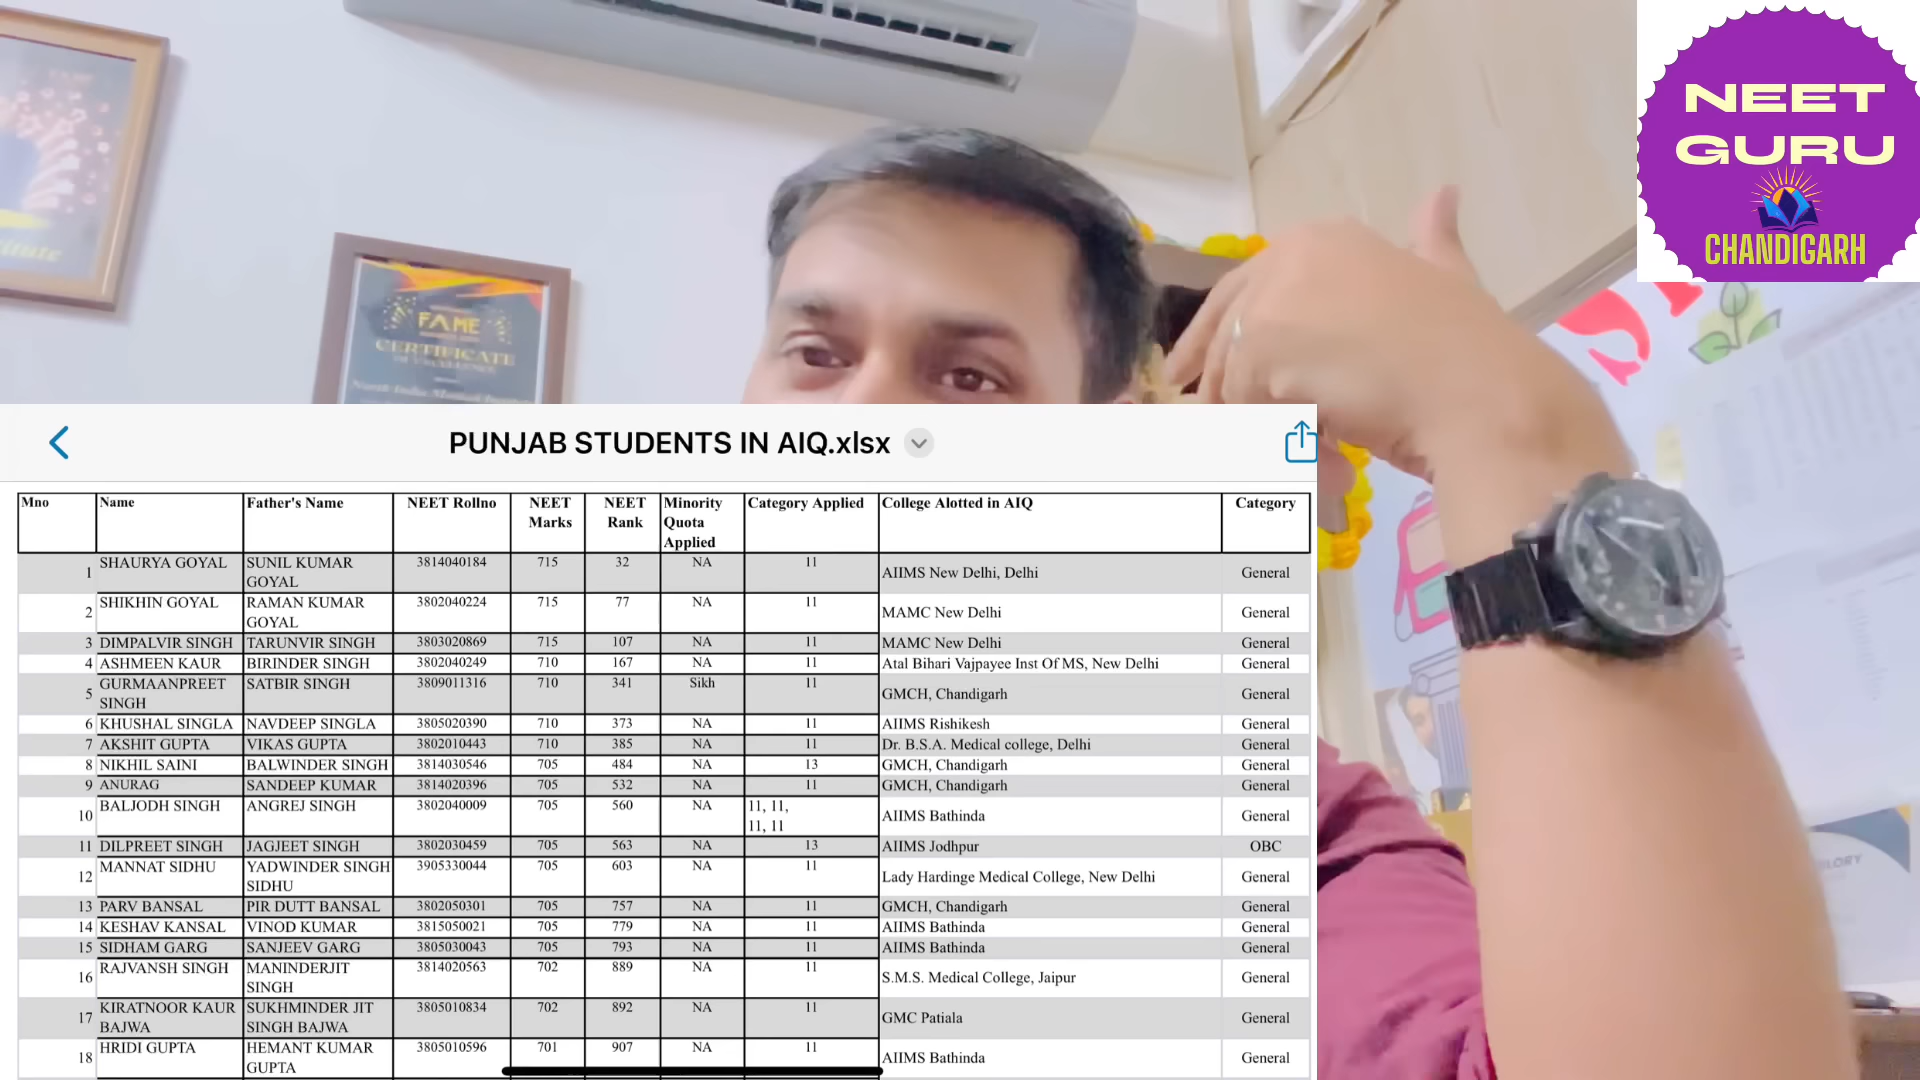 NEET
GURU
CHANDIGARH
FAME
CERTIFICATE
PUNJAB STUDENTS IN AIQ.xlsx
Mno Name Father's Name NEET Rollno NEET Marks NEET Rank Minority Quota Applied Category Applied College Alotted in AIQ Category
1 SHAURYA GOYAL SUNIL KUMAR GOYAL 3814040184 715 32 NA 11 AIIMS New Delhi, Delhi General
2 SHIKHIN GOYAL RAMAN KUMAR GOYAL 3802040224 715 77 NA 11 MAMC New Delhi General
3 DIMPALVIR SINGH TARUNVIR SINGH 3803020869 715 107 NA 11 MAMC New Delhi General
4 ASHMEEN KAUR BIRINDER SINGH 3802040249 710 167 NA 11 Atal Bihari Vajpayee Inst Of MS, New Delhi General
5 GURMAANPREET SINGH SATBIR SINGH 3809011316 710 341 Sikh 11 GMCH, Chandigarh General
6 KHUSHAL SINGLA NAVDEEP SINGLA 3805020390 710 373 NA 11 AIIMS Rishikesh General
7 AKSHIT GUPTA VIKAS GUPTA 3802010443 710 385 NA 11 Dr. B.S.A. Medical college, Delhi General
8 NIKHIL SAINI BALWINDER SINGH 3814030546 705 484 NA 13 GMCH, Chandigarh General
9 ANURAG SANDEEP KUMAR 3814020396 705 532 NA 11 GMCH, Chandigarh General
10 BALJODH SINGH ANGREJ SINGH 3802040009 705 560 NA 11, 11, 11, 11 AIIMS Bathinda General
11 DILPREET SINGH JAGJEET SINGH 3802030459 705 563 NA 13 AIIMS Jodhpur OBC
12 MANNAT SIDHU YADWINDER SINGH SIDHU 3905330044 705 603 NA 11 Lady Hardinge Medical College, New Delhi General
13 PARV BANSAL PIR DUTT BANSAL 3802050301 705 757 NA 11 GMCH, Chandigarh General
14 KESHAV KANSAL VINOD KUMAR 3815050021 705 779 NA 11 AIIMS Bathinda General
15 SIDHAM GARG SANJEEV GARG 3805030043 705 793 NA 11 AIIMS Bathinda General
16 RAJVANSH SINGH MANINDERJIT SINGH 3814020563 702 889 NA 11 S.M.S. Medical College, Jaipur General
17 KIRATNOOR KAUR BAJWA SUKHMINDER JIT SINGH BAJWA 3805010834 702 892 NA 11 GMC Patiala General
18 HRIDI GUPTA HEMANT KUMAR GUPTA 3805010596 701 907 NA 11 AIIMS Bathinda General